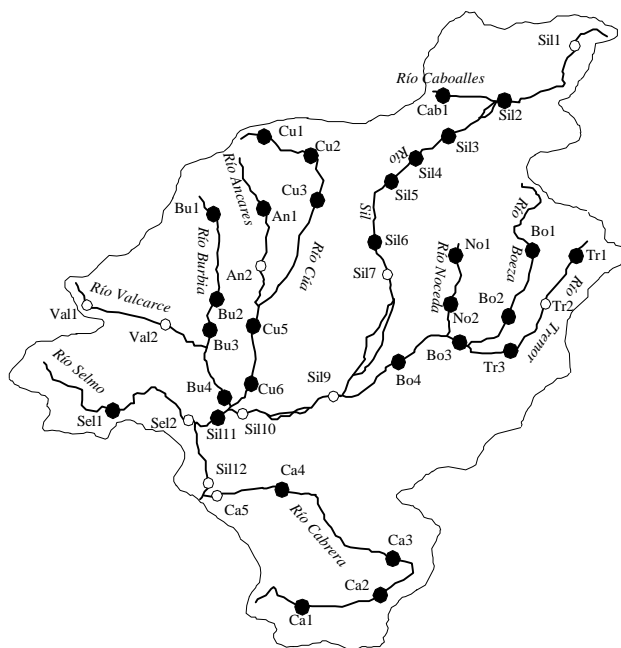 Sil1
Río Caboalles
Cab1
Sil2
Cu1
Cu2
Sil3
Río
Sil4
Sil5
Río Ancares
Cu3
An1
Bu1
Río Burbia
Río
Bo1
Boeza
Sil
Sil6
No1
Río Noceda
Tr1
Río
Tremor
Río Cúa
An2
Sil7
Río Valcarce
Val1
Val2
Bu2
Bu3
Cu5
No2
Bo2
Tr2
Bo3
Tr3
Río Selmo
Bo4
Bu4
Cu6
Sil9
Sel1
Sel2
Sil11
Sil10
Sil12
Ca4
Ca5
Río Cabrera
Ca3
Ca2
Ca1